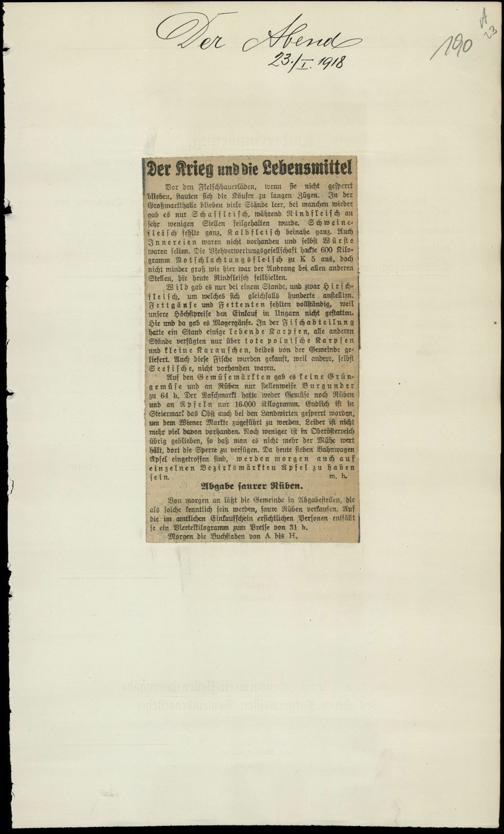 Der Abend
23./I. 1918
190
A
23
Der Krieg und die Lebensmittel
Vor den Fleischhauerläden, wenn sie nicht gesperrt
blieben, stauten sich die Käufer zu langen Zügen. In der
Großmarkthalle blieben viele Stände leer, bei manchen wieder
gab es nur Schaffleisch, während Rindfleisch an
sehr wenigen Stellen feilgehalten wurde. Schweine-
fleisch fehlte ganz, Kalbfleisch beinahe ganz. Auch
Innereien waren nicht vorhanden und selbst Würste
waren selten. Die Viehverwertungsgesellschaft hackte 600 Kilo-
gramm Notschlachtungsfleisch zu K 5 aus, doch
nicht minder groß wie hier war der Andrang bei allen anderen
Stellen, die heute Rindfleisch feilhielten.
Wild gab es nur bei einem Stande, und zwar Hirsch-
fleisch, um welches sich gleichfalls hunderte anstellten.
Fettgänse und Fettenten fehlten vollständig, weil
unsere Höchstpreise den Einkauf in Ungarn nicht gestatten.
Hie und da gab es Magergänse. In der Fischabteilung
hatte ein Stand einige lebende Karpfen, alle anderen
Stände verfügten nur über tote polnische Karpfen
und kleine Karauschen, beides von der Gemeinde ge-
liefert. Auch diese Fische wurden gekauft, weil andere, selbst
Seefische, nicht vorhanden waren.
Auf den Gemüsemärkten gab es keine Grün-
gemüse und an Rüben nur stellenweise Burgunder
zu 64 h. Der Naschmarkt hatte weder Gemüse noch Rüben
und an Äpfeln nur 16.000 Kilogramm. Endlich ist in
Steiermark das Obst auch bei den Landwirten gesperrt worden,
um dem Wiener Markte zugeführt zu werden. Leider ist nicht
mehr viel davon vorhanden. Noch weniger ist in Oberösterreich
übrig geblieben, so daß man es nicht mehr der Mühe wert
hält, dort die Sperre zu verfügen. Da heute sieben Bahnwagen
Äpfel eingetroffen sind, werden morgen auch auf
einzelnen Bezirksmärkten Äpfel zu haben
sein. m. h.
Abgabe saurer Rüben.
Von morgen an läßt die Gemeinde in Abgabestellen, die
als solche kenntlich sein werden, saure Rüben verkaufen. Auf
die im amtlichen Einkaufschein ersichtlichen Personen entfällt
je ein Viertelkilogramm zum Preise von 31 h.
Morgen die Buchstaben von A bis H.